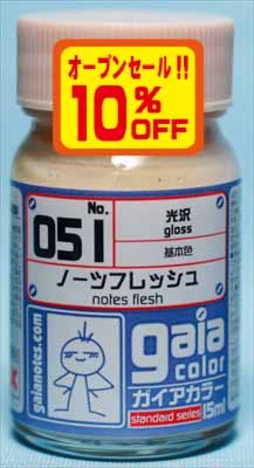 オープンセール!!
10%OFF
No.
051
光沢
gloss
基本色
ノーツフレッシュ
notes flesh
gaianotes.com
gaia
color
ガイアカラー
standard series
15ml